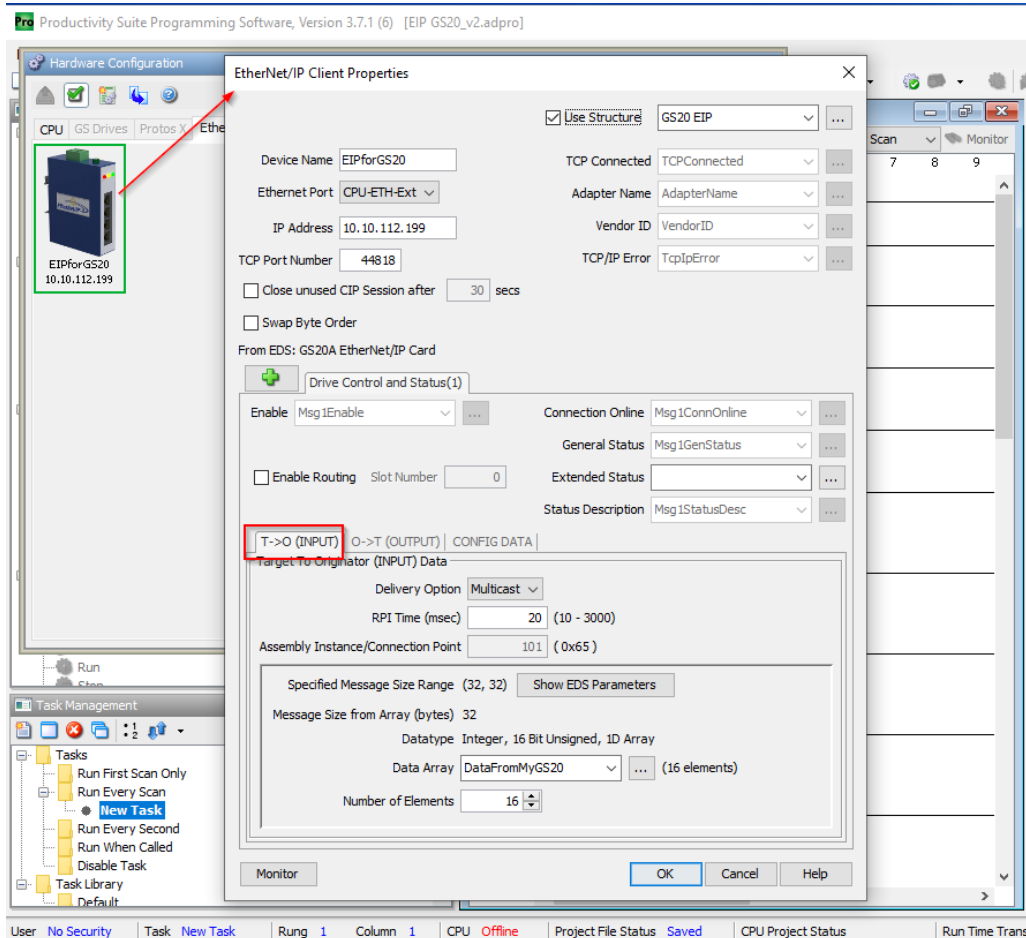 Pro Productivity Suite Programming Software, Version 3.7.1 (6) [EIP GS20_v2.adpro]
Hardware Configuration
CPU GS Drives Protos X Ethe
EIPforGS20
10.10.112.199
EtherNet/IP Client Properties
Use Structure GS20 EIP ...
Device Name EIPforGS20 TCP Connected TCPConnected ...
Ethernet Port CPU-ETH-Ext Adapter Name AdapterName ...
IP Address 10.10.112.199 Vendor ID VendorID ...
TCP Port Number 44818 TCP/IP Error TcpIpError ...
Close unused CIP Session after 30 secs
Swap Byte Order
From EDS: GS20A EtherNet/IP Card
Drive Control and Status(1)
Enable Msg1Enable ... Connection Online Msg1ConnOnline ...
General Status Msg1GenStatus ...
Enable Routing Slot Number 0 Extended Status ...
Status Description Msg1StatusDesc ...
T->O (INPUT) O->T (OUTPUT) CONFIG DATA
Target To Originator (INPUT) Data
Delivery Option Multicast
RPI Time (msec) 20 (10 - 3000)
Assembly Instance/Connection Point 101 (0x65)
Specified Message Size Range (32, 32) Show EDS Parameters
Message Size from Array (bytes) 32
Datatype Integer, 16 Bit Unsigned, 1D Array
Data Array DataFromMyGS20 ... (16 elements)
Number of Elements 16
Monitor OK Cancel Help
Scan Monitor
7 8 9
Run
Stop
Task Management
Tasks
Run First Scan Only
Run Every Scan
New Task
Run Every Second
Run When Called
Disable Task
Task Library
Default
User No Security Task New Task Rung 1 Column 1 CPU Offline Project File Status Saved CPU Project Status Run Time Trans